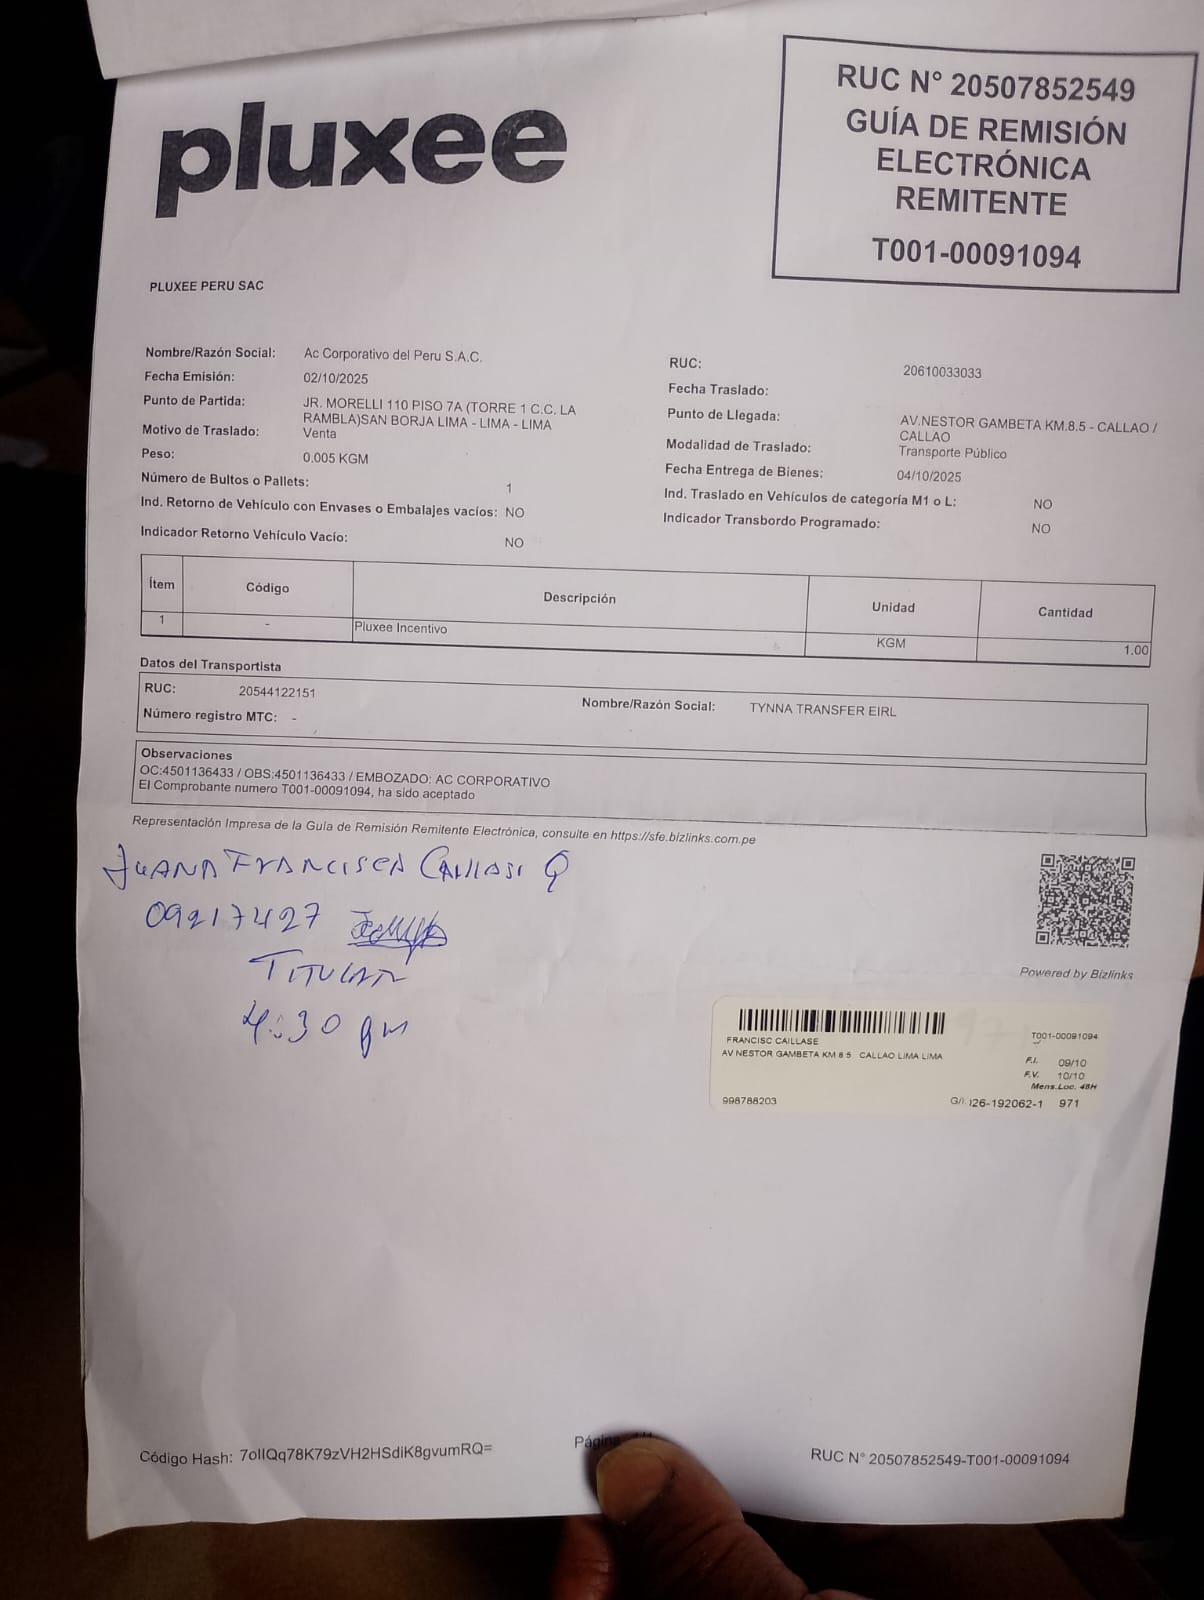 pluxee
RUC N° 20507852549
GUÍA DE REMISIÓN
ELECTRÓNICA
REMITENTE
T001-00091094
PLUXEE PERU SAC
Nombre/Razón Social: Ac Corporativo del Peru S.A.C.
Fecha Emisión: 02/10/2025
Punto de Partida: JR. MORELLI 110 PISO 7A (TORRE 1 C.C. LA
RAMBLA)SAN BORJA LIMA - LIMA - LIMA
Motivo de Traslado: Venta
Peso: 0.005 KGM
Número de Bultos o Pallets: 1
Ind. Retorno de Vehículo con Envases o Embalajes vacíos: NO
Indicador Retorno Vehículo Vacío: NO
RUC: 20610033033
Fecha Traslado:
Punto de Llegada: AV.NESTOR GAMBETA KM.8.5 - CALLAO /
CALLAO
Modalidad de Traslado: Transporte Público
Fecha Entrega de Bienes: 04/10/2025
Ind. Traslado en Vehículos de categoría M1 o L: NO
Indicador Transbordo Programado: NO
Ítem Código Descripción Unidad Cantidad
1 - Pluxee Incentivo KGM 1.00
Datos del Transportista
RUC: 20544122151 Nombre/Razón Social: TYNNA TRANSFER EIRL
Número registro MTC: -
Observaciones
OC:4501136433 / OBS:4501136433 / EMBOZADO: AC CORPORATIVO
El Comprobante numero T001-00091094, ha sido aceptado
Representación Impresa de la Guía de Remisión Remitente Electrónica, consulte en https://sfe.bizlinks.com.pe
JUANA FRANCISCA CAllASI Q
09217427
TITULAR
4:30 pm
Powered by Bizlinks
FRANCISC CAILLASE T001-00091094
AV NESTOR GAMBETA KM 8 5 CALLAO LIMA LIMA
F.I. 09/10
F.V. 10/10
Mens.Loc. 48H
998788203 G/I. 126-192062-1 971
Código Hash: 7olIQq78K79zVH2HSdiK8gvumRQ=
Página
RUC N° 20507852549-T001-00091094